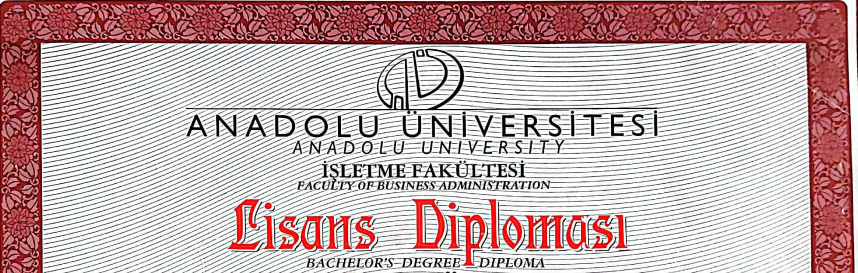 ANADOLU ÜNİVERSİTESİ
ANADOLU UNIVERSITY
İŞLETME FAKÜLTESİ
FACULTY OF BUSINESS ADMINISTRATION
Lisans Diploması
BACHELOR'S DEGREE DIPLOMA